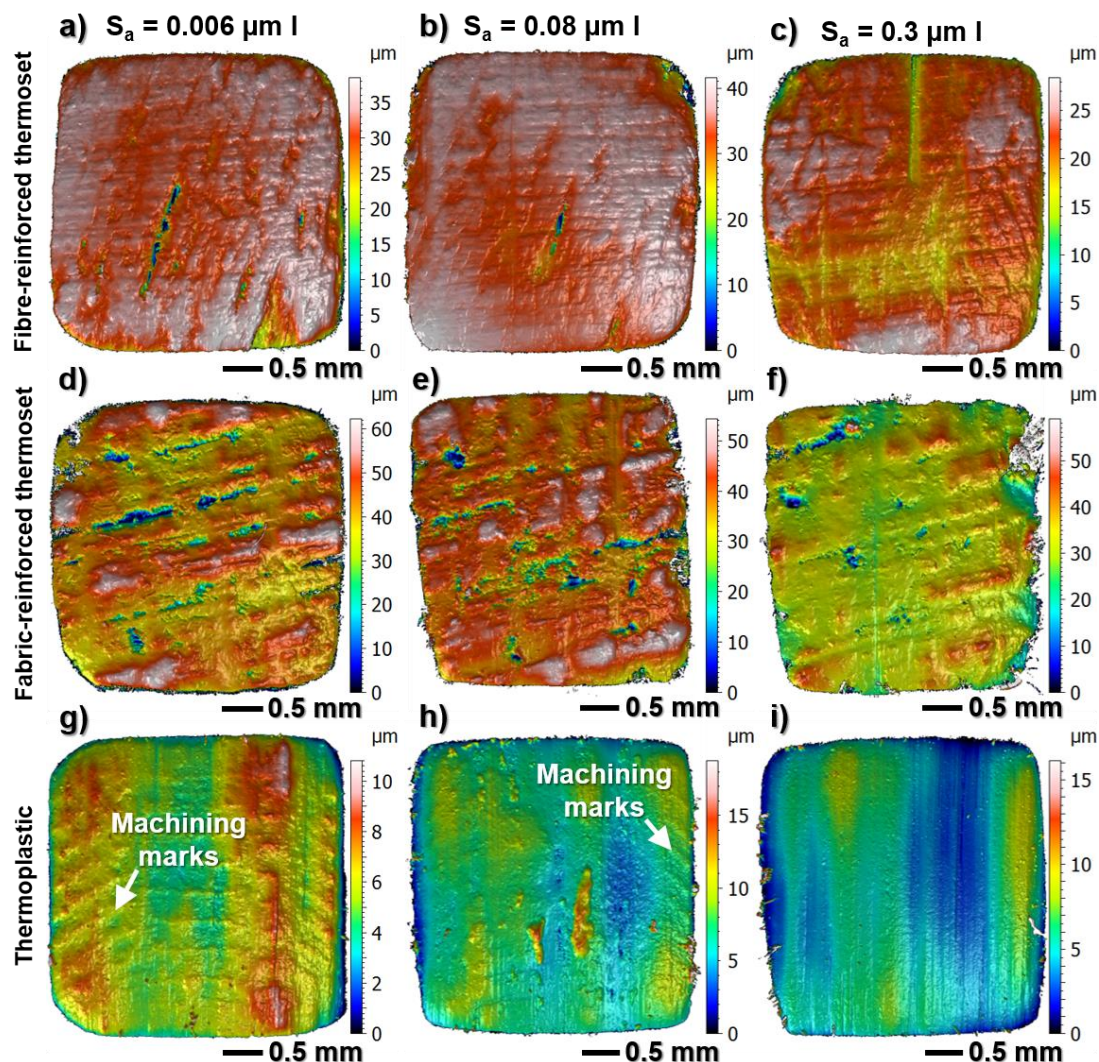 a) Sa = 0.006 µm l
b) Sa = 0.08 µm l
c) Sa = 0.3 µm l
Fibre-reinforced thermoset
µm
35
30
25
20
15
10
5
0
0.5 mm
µm
40
30
20
10
0
0.5 mm
µm
25
20
15
10
5
0
0.5 mm
Fabric-reinforced thermoset
d)
µm
60
50
40
30
20
10
0
0.5 mm
e)
µm
50
40
30
20
10
0
0.5 mm
f)
µm
50
40
30
20
10
0
0.5 mm
Thermoplastic
g)
Machining
marks
µm
10
8
6
4
2
0
0.5 mm
h)
Machining
marks
µm
15
10
5
0
0.5 mm
i)
µm
15
10
5
0
0.5 mm